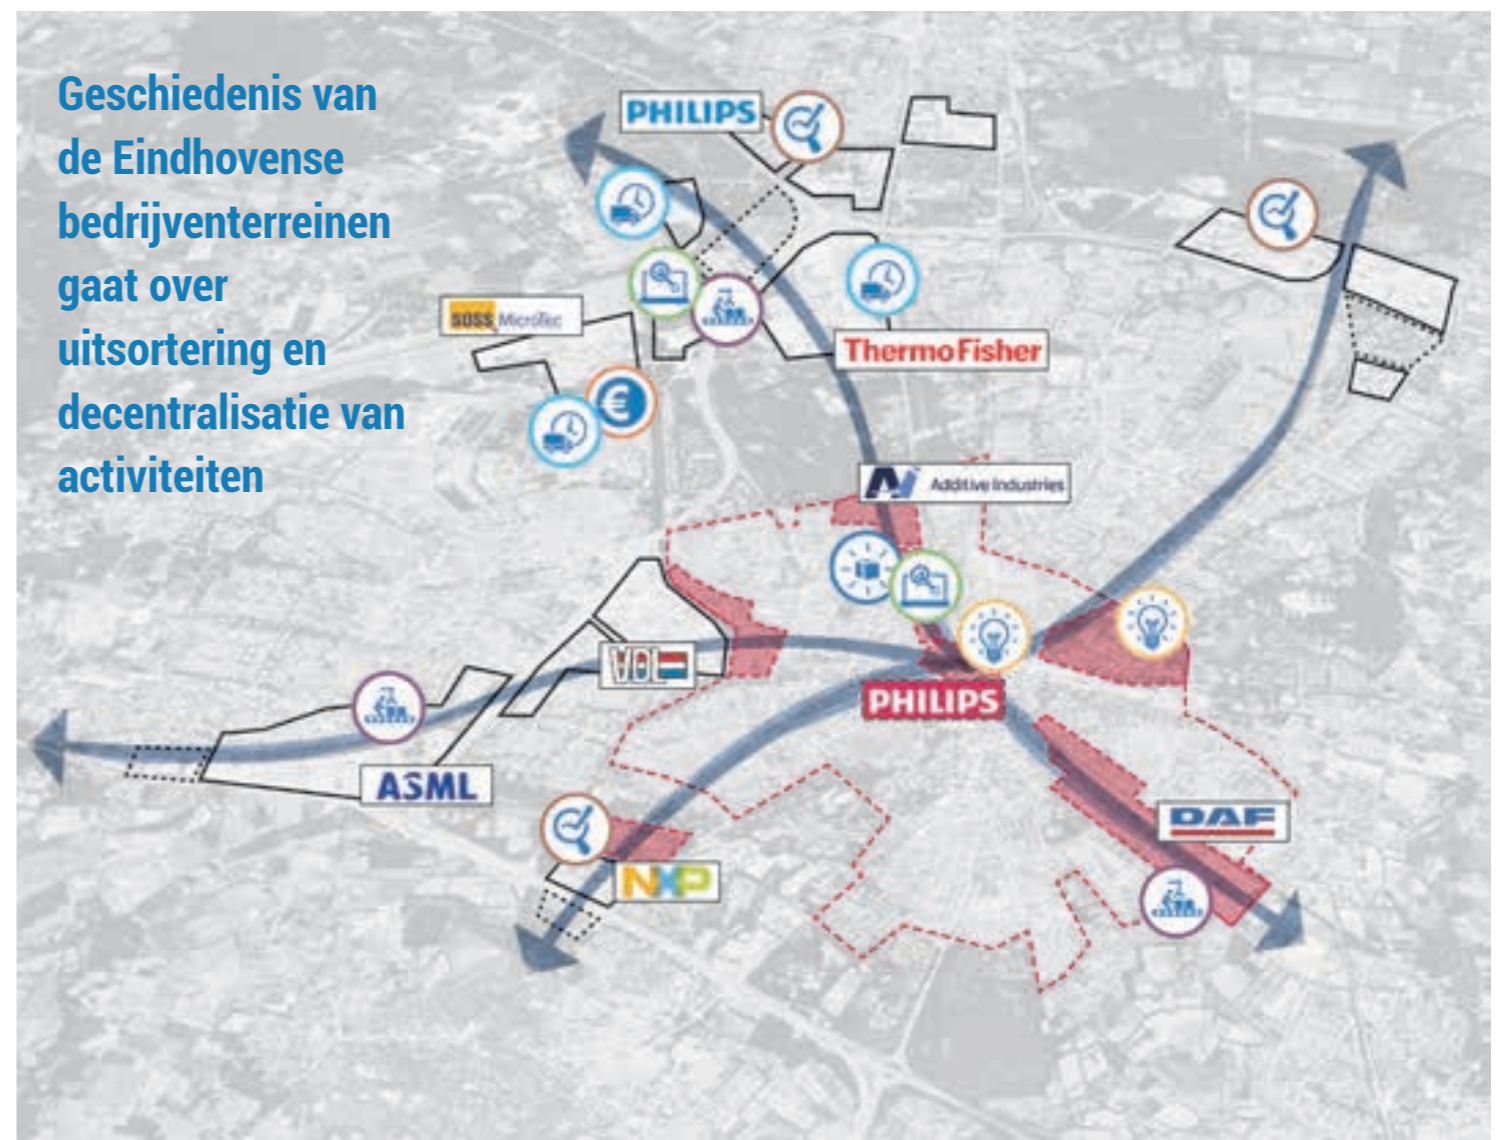 Geschiedenis van
de Eindhovense
bedrijventerreinen
gaat over
uitsortering en
decentralisatie van
activiteiten
PHILIPS
SUSS MicroTec
ThermoFisher
Additive Industries
VDL
PHILIPS
ASML
DAF
NXP